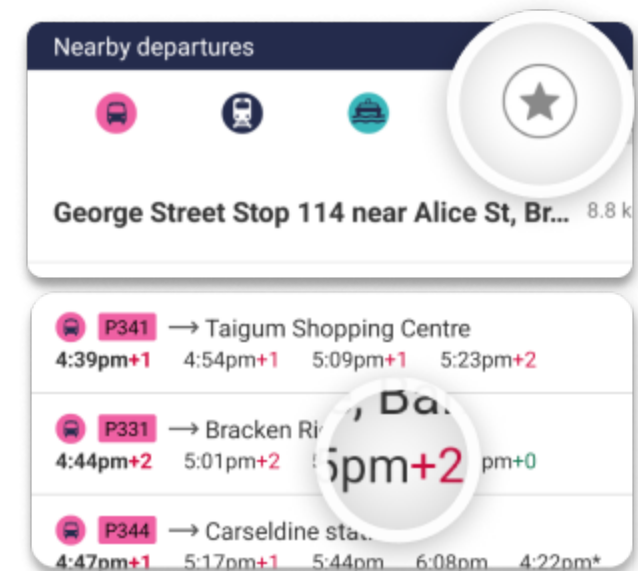 Nearby departures
George Street Stop 114 near Alice St, Br... 8.8 k
P341 → Taigum Shopping Centre
4:39pm+1 4:54pm+1 5:09pm+1 5:23pm+2
P331 → Bracken
4:44pm+2 5:01pm+2 5pm+2 pm+0
P344 → Carseldine
4:47pm+1 5:17pm+1 5:44pm 6:08pm 4:22pm*